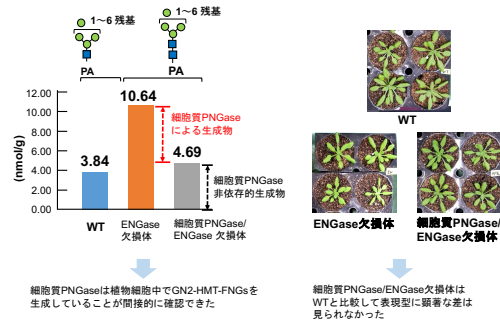 1~6 残基
1~6 残基
PA
PA
(nmol/g)
12.00
10.00
8.00
6.00
4.00
2.00
0.00
3.84
10.64
4.69
細胞質PNGase
による生成物
細胞質PNGase
非依存的生成物
WT
ENGase
欠損体
細胞質PNGase/
ENGase 欠損体
細胞質PNGaseは植物細胞中でGN2-HMT-FNGsを
生成していることが間接的に確認できた
WT
ENGase欠損体
細胞質PNGase/
ENGase欠損体
細胞質PNGase/ENGase欠損体は
WTと比較して表現型に顕著な差は
見られなかった